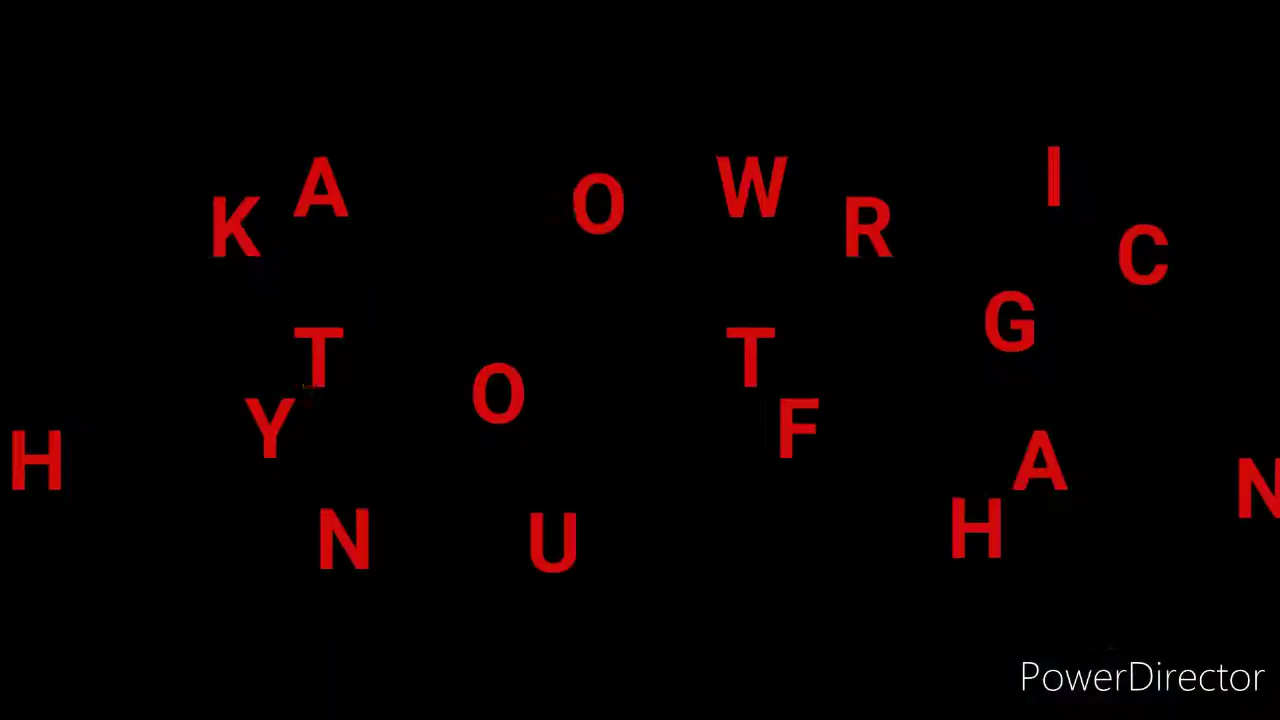 K A O W R I C
T O T G
H Y F A N
N U H
PowerDirector